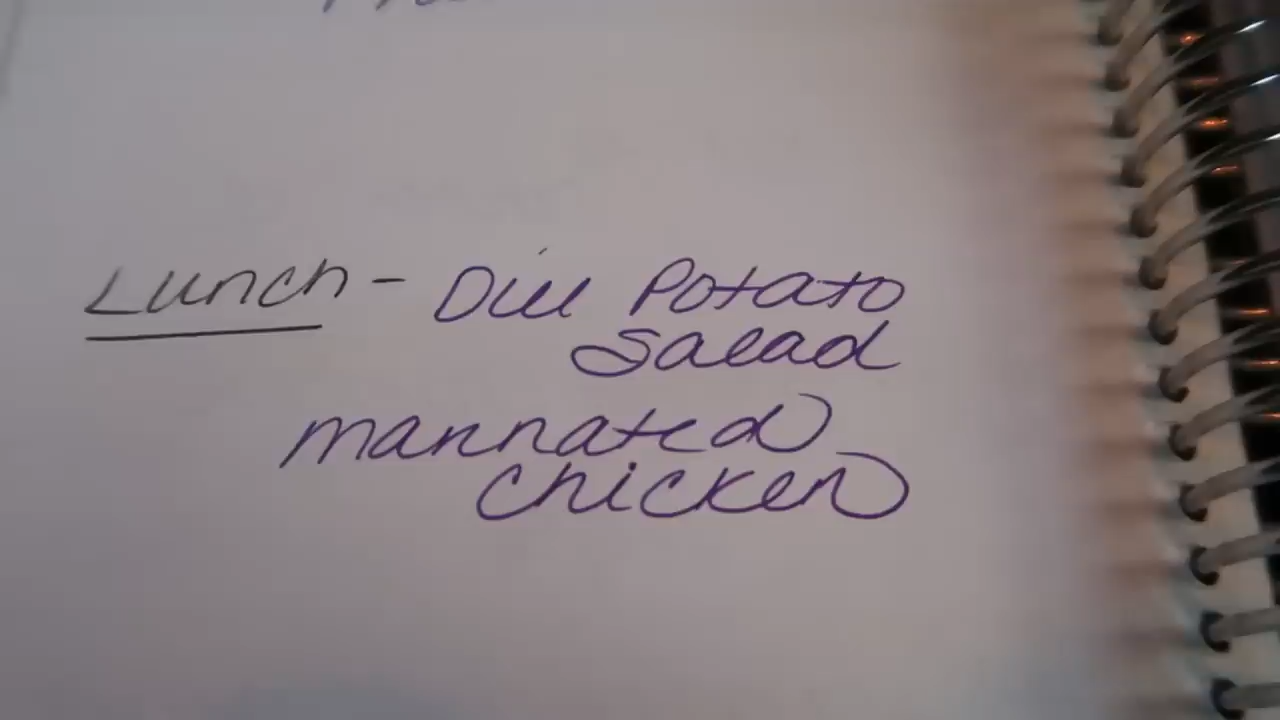 Lunch - Dill Potato
Salad
marinated
chicken